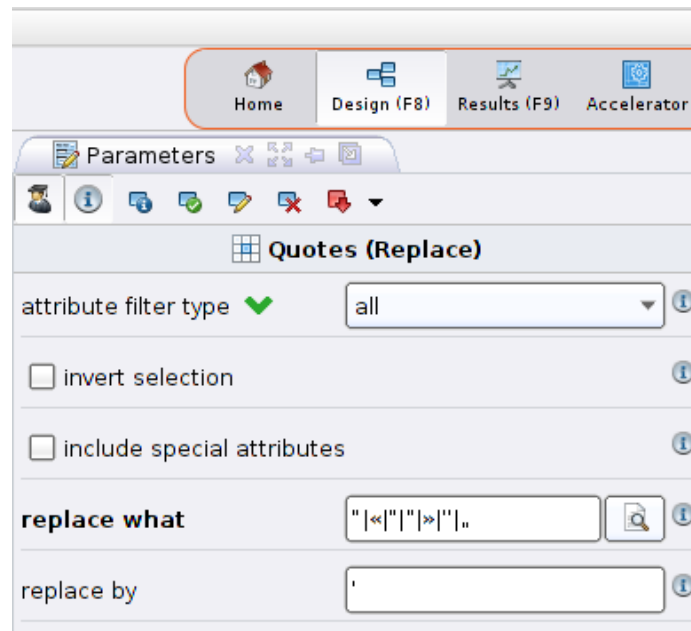 Home Design (F8) Results (F9) Accelerator
Parameters
Quotes (Replace)
attribute filter type all
invert selection
include special attributes
replace what "|«|"|"|»|"|„
replace by '